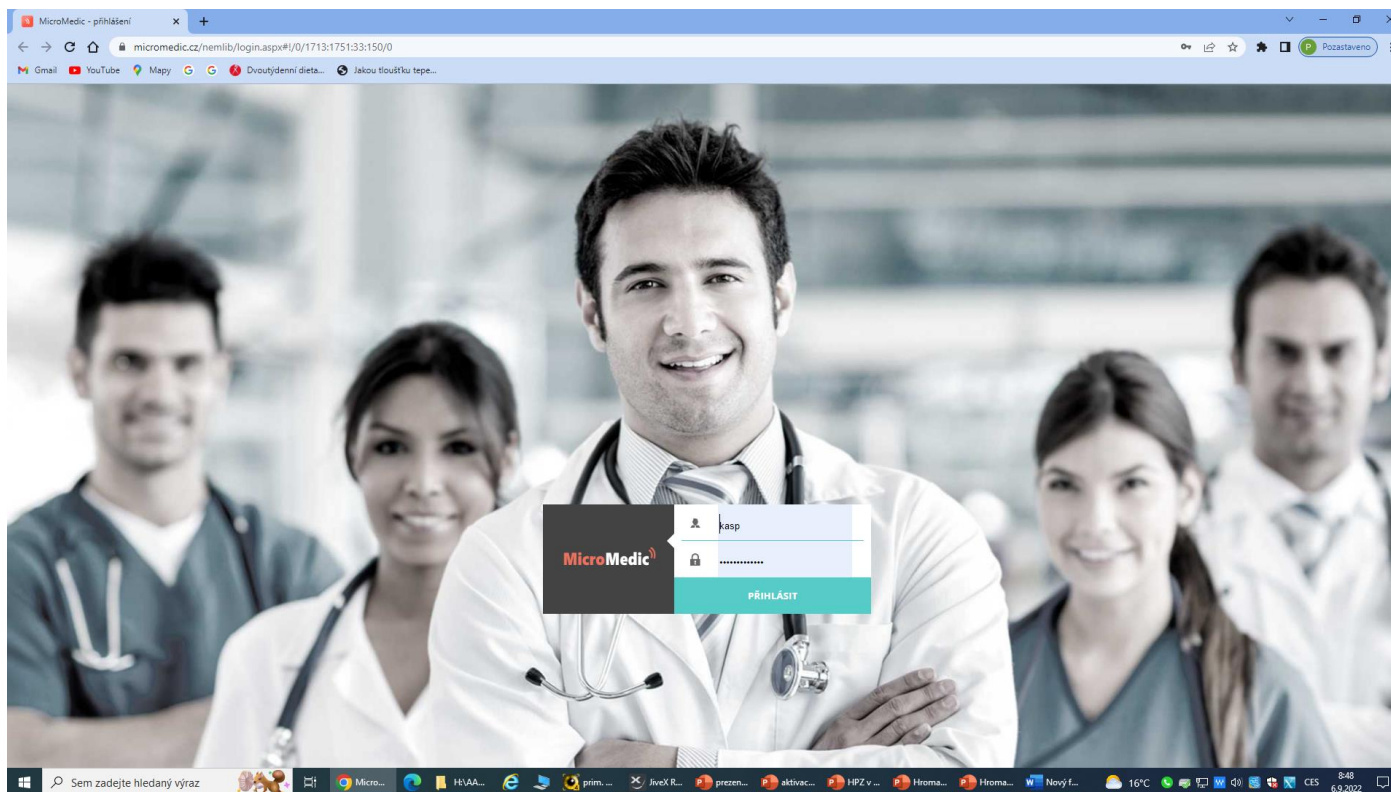 MicroMedic - přihlášení
micromedic.cz/nemlib/login.aspx#!/0/1713:1751:33:150/0
P Pozastaveno
Gmail YouTube Mapy Dvoutýdenní dieta... Jakou tloušťku tepe...
kasp
MicroMedic
•••••••••••••
PŘIHLÁSIT
Sem zadejte hledaný výraz Micro... H:\AA... prim. ... JiveX R... prezen... aktivac... HPZ v ... Hroma... Hroma... Nový f... 16°C CES 8:48
6.9.2022